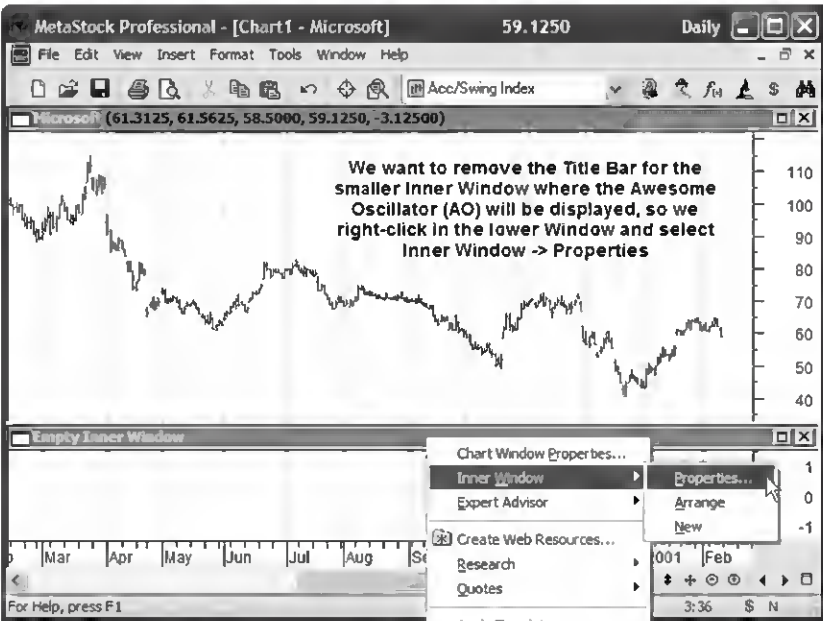 MetaStock Professional - [Chart1 - Microsoft] 59.1250 Daily
File Edit View Insert Format Tools Window Help
Acc/Swing Index
Microsoft (61.3125, 61.5625, 58.5000, 59.1250, -3.12500)
We want to remove the Title Bar for the
smaller Inner Window where the Awesome
Oscillator (AO) will be displayed, so we
right-click in the lower Window and select
Inner Window -> Properties
110
100
90
80
70
60
50
40
Empty Inner Window
1
0
-1
Chart Window Properties...
Inner Window
Expert Advisor
Create Web Resources...
Research
Quotes
Properties...
Arrange
New
Mar Apr May Jun Jul Aug 001 Feb
For Help, press F1 3:36 $ N